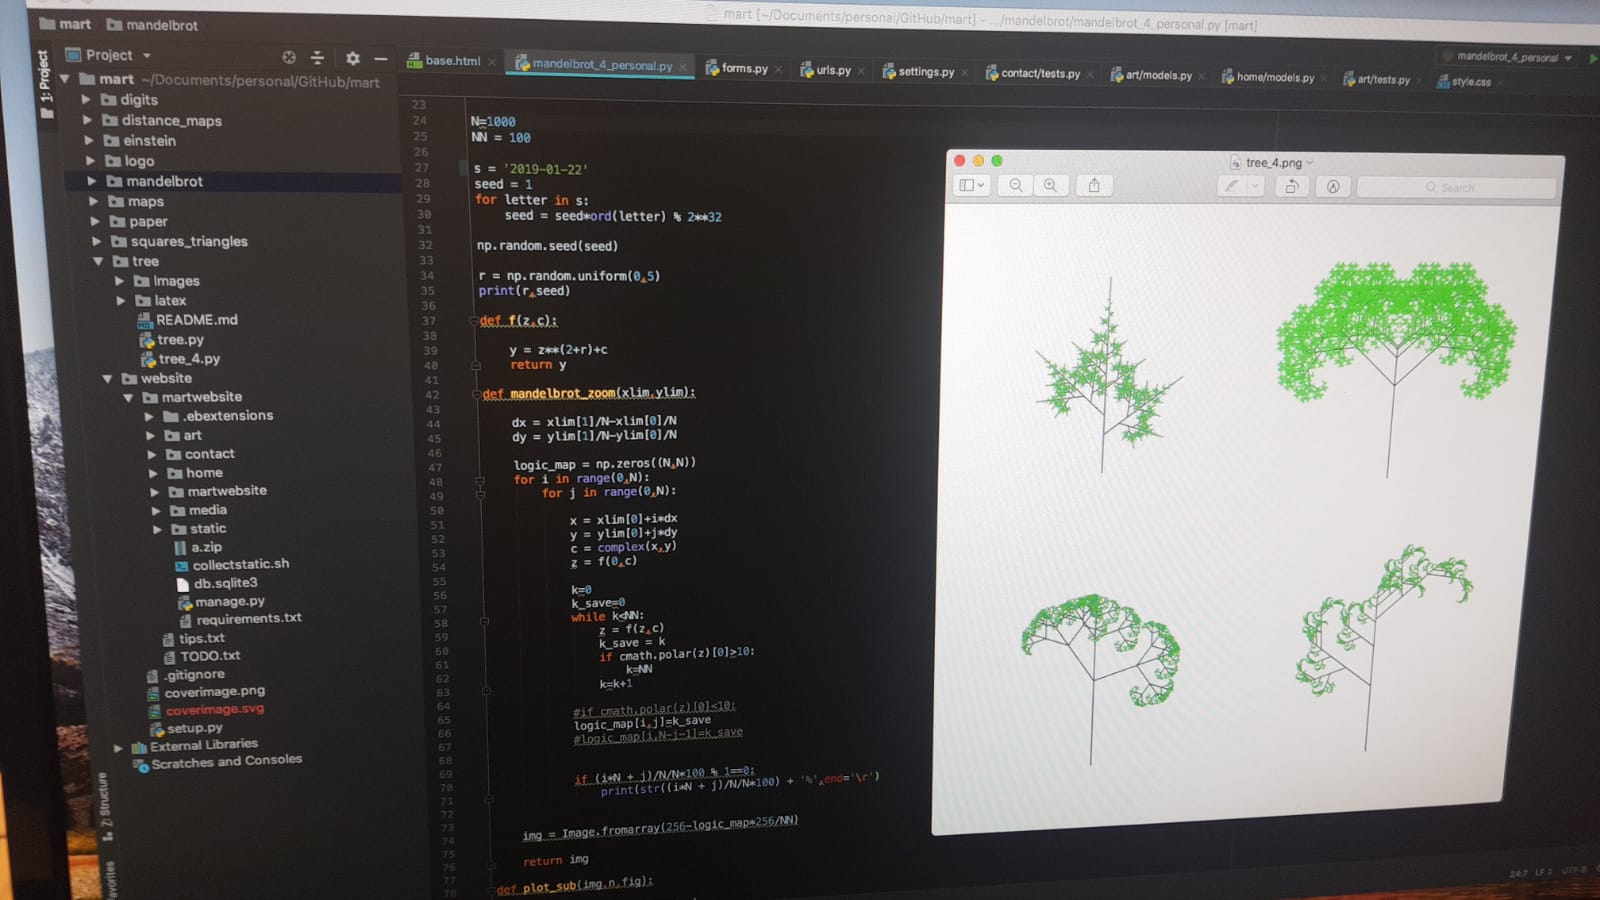 mart mandelbrot
mart [~/Documents/personal/GitHub/mart] - .../mandelbrot/mandelbrot_4_personal.py [mart]
Project
base.html
mandelbrot_4_personal.py
forms.py
urls.py
settings.py
contact/tests.py
art/models.py
home/models.py
art/tests.py
style.css
mandelbrot_4_personal
1: Project
mart ~/Documents/personal/GitHub/mart
digits
distance_maps
einstein
logo
mandelbrot
maps
paper
squares_triangles
tree
Images
latex
README.md
tree.py
tree_4.py
website
martwebsite
.ebextensions
art
contact
home
martwebsite
media
static
a.zip
collectstatic.sh
db.sqlite3
manage.py
requirements.txt
tips.txt
TODO.txt
.gitignore
coverimage.png
coverimage.svg
setup.py
External Libraries
Scratches and Consoles
7: Structure
23
24 N=1000
25 NN = 100
26
27 s = '2019-01-22'
28 seed = 1
29 for letter in s:
30 seed = seed*ord(letter) % 2**32
31
32 np.random.seed(seed)
33
34 r = np.random.uniform(0,5)
35 print(r,seed)
36
37 def f(z,c):
38
39 y = z**(2+r)+c
40 return y
41
42 def mandelbrot_zoom(xlim,ylim):
43
44 dx = xlim[1]/N-xlim[0]/N
45 dy = ylim[1]/N-ylim[0]/N
46
47 logic_map = np.zeros((N,N))
48 for i in range(0,N):
49 for j in range(0,N):
50
51 x = xlim[0]+i*dx
52 y = ylim[0]+j*dy
53 c = complex(x,y)
54 z = f(0,c)
55
56 k=0
57 k_save=0
58 while k<NN:
59 z = f(z,c)
60 k_save = k
61 if cmath.polar(z)[0]>10:
62 k=NN
63 k=k+1
64
65 #if cmath.polar(z)[0]<10:
66 logic_map[i,j]=k_save
67 #logic_map[i,N-j-1]=k_save
68
69
70 if (i*N + j)/N/N*100 % 1==0:
71 print(str((i*N + j)/N/N*100) + '%',end='\r')
72
73
74 img = Image.fromarray(256-logic_map*256/NN)
75
76 return img
77
78 def plot_sub(img,n,fig):
tree_4.png
Search
24:7 LF UTF-8